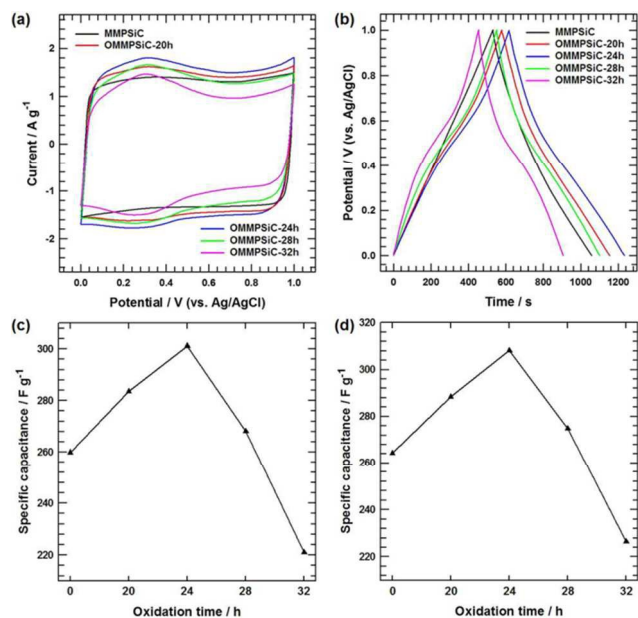 (a)
MMPSiC
OMMPSiC-20h
2
1
0
-1
-2
Current / A g-1
OMMPSiC-24h
OMMPSiC-28h
OMMPSiC-32h
0.0 0.2 0.4 0.6 0.8 1.0
Potential / V (vs. Ag/AgCl)
(b)
MMPSiC
OMMPSiC-20h
OMMPSiC-24h
OMMPSiC-28h
OMMPSiC-32h
1.0
0.8
0.6
0.4
0.2
0.0
Potential / V (vs. Ag/AgCl)
0 200 400 600 800 1000 1200
Time / s
(c)
300
280
260
240
220
Specific capacitance / F g-1
0 20 24 28 32
Oxidation time / h
(d)
320
300
280
260
240
220
Specific capacitance / F g-1
0 20 24 28 32
Oxidation time / h